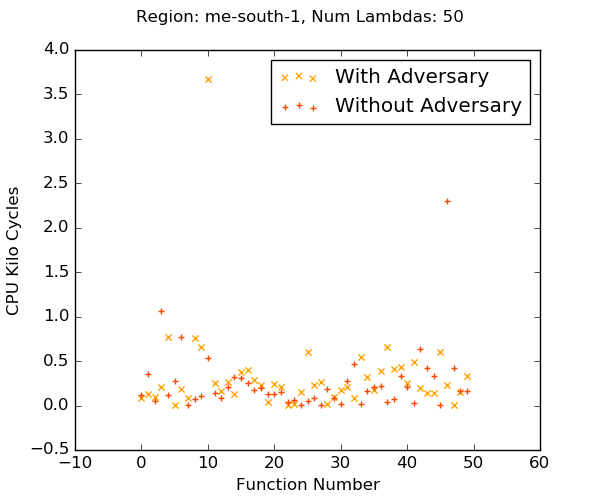 Region: me-south-1, Num Lambdas: 50
4.0
3.5
3.0
2.5
2.0
1.5
1.0
0.5
0.0
−0.5
CPU Kilo Cycles
With Adversary
Without Adversary
−10 0 10 20 30 40 50 60
Function Number